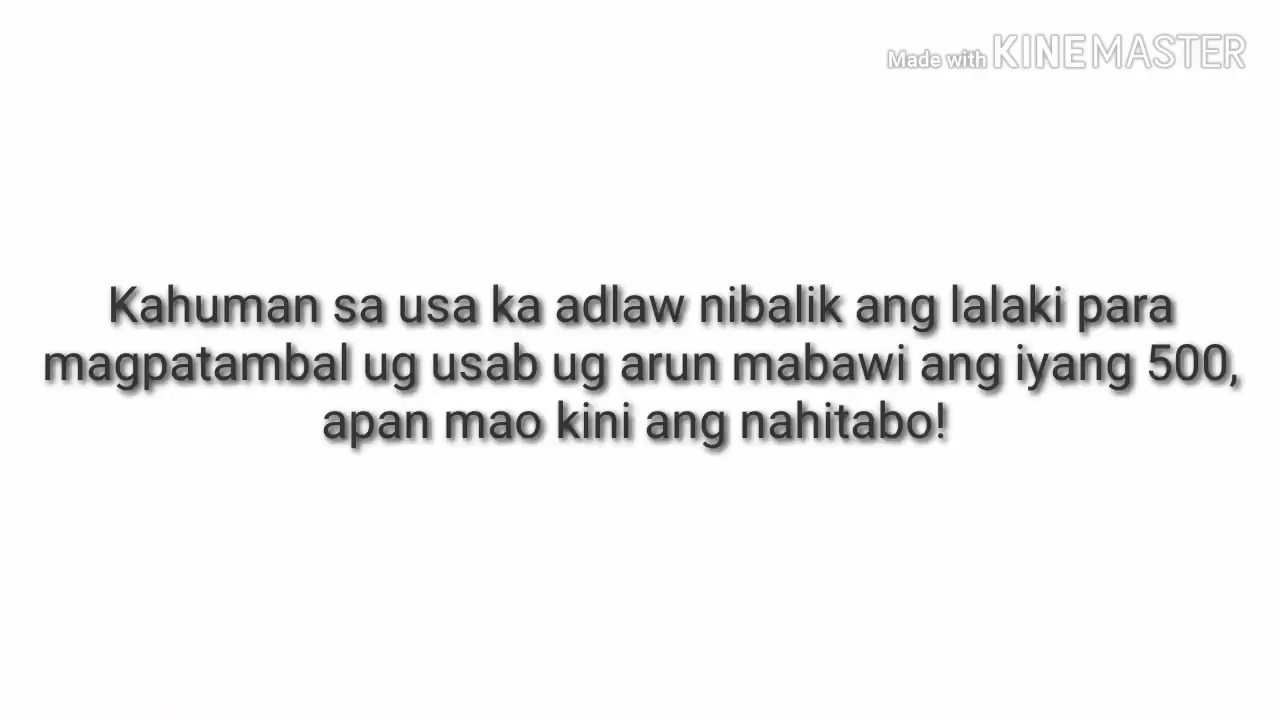 Made with KINEMASTER
Kahuman sa usa ka adlaw nibalik ang lalaki para
magpatambal ug usab ug arun mabawi ang iyang 500,
apan mao kini ang nahitabo!